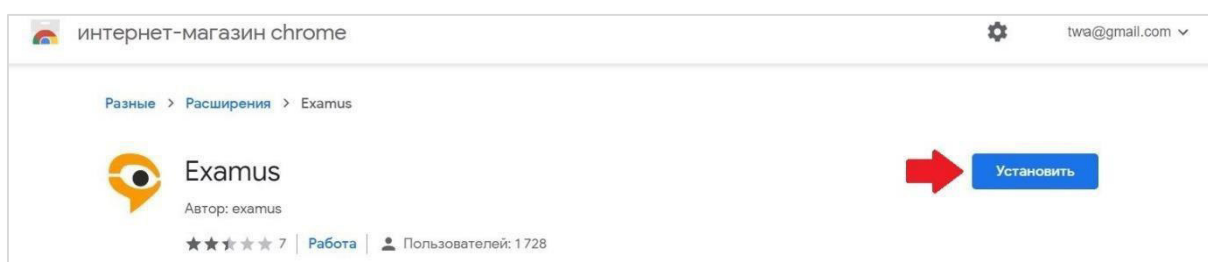 интернет-магазин chrome
twa@gmail.com
Разные > Расширения > Examus
Examus
Установить
Автор: examus
7 | Работа | Пользователей: 1 728